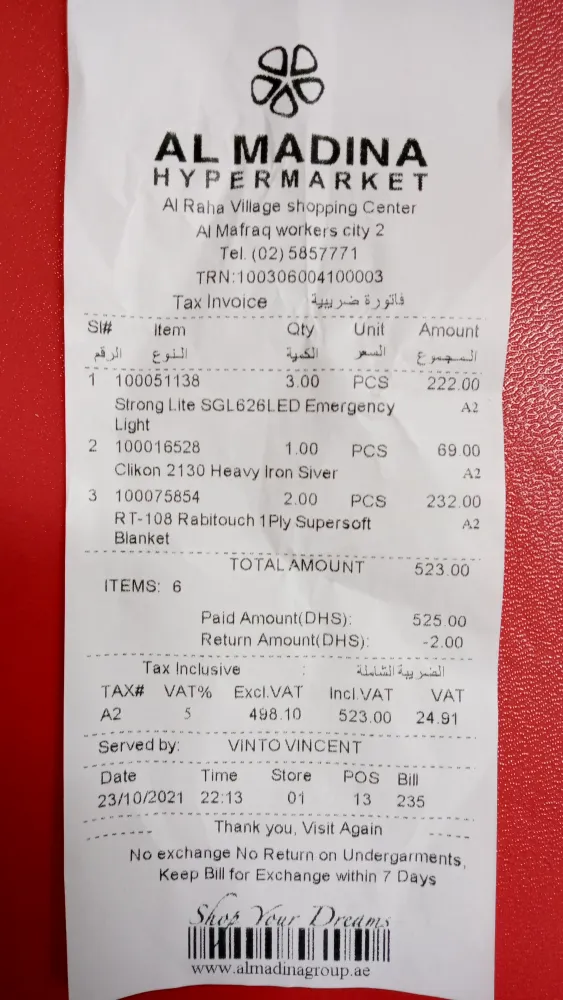 AL MADINA
HYPERMARKET
Al Raha Village shopping Center
Al Mafraq workers city 2
Tel. (02) 5857771
TRN:100306004100003
Tax Invoice فاتورة ضريبية
Sl# Item Qty Unit Amount
الرقم النوع الكمية السعر المجموع
1 100051138 3.00 PCS 222.00
Strong Lite SGL626LED Emergency A2
Light
2 100016528 1.00 PCS 69.00
Clikon 2130 Heavy Iron Siver A2
3 100075854 2.00 PCS 232.00
RT-108 Rabitouch 1Ply Supersoft A2
Blanket
TOTAL AMOUNT 523.00
ITEMS: 6
Paid Amount(DHS): 525.00
Return Amount(DHS): -2.00
Tax Inclusive : الضريبة الشاملة
TAX# VAT% Excl.VAT Incl.VAT VAT
A2 5 498.10 523.00 24.91
Served by: VINTO VINCENT
Date Time Store POS Bill
23/10/2021 22:13 01 13 235
Thank you, Visit Again
No exchange No Return on Undergarments,
Keep Bill for Exchange within 7 Days
Shop Your Dreams
www.almadinagroup.ae